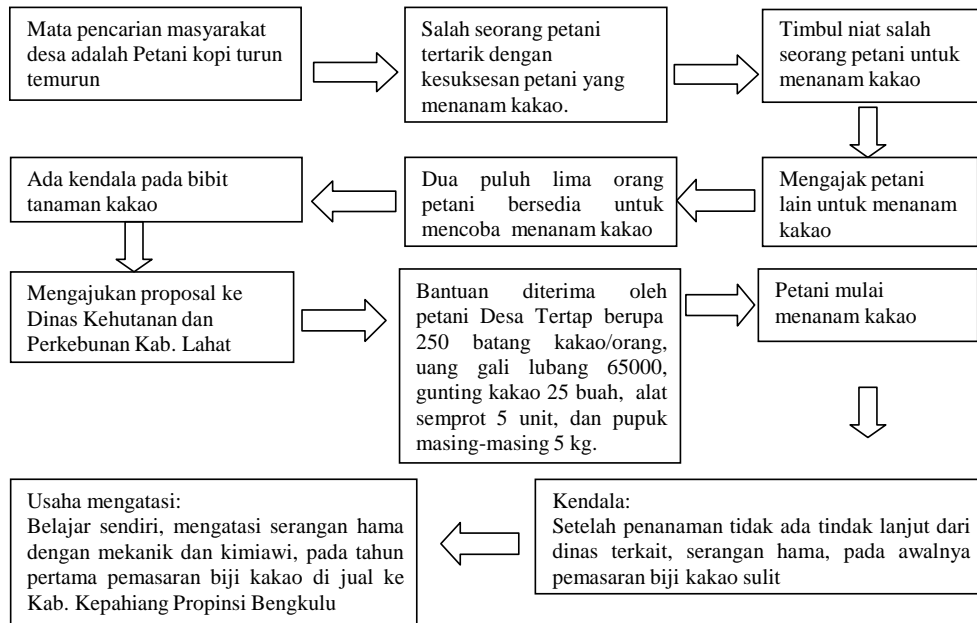 Mata pencarian masyarakat
desa adalah Petani kopi turun
temurun
Salah seorang petani
tertarik dengan
kesuksesan petani yang
menanam kakao.
Timbul niat salah
seorang petani untuk
menanam kakao
Mengajak petani
lain untuk menanam
kakao
Dua puluh lima orang
petani bersedia untuk
mencoba menanam kakao
Ada kendala pada bibit
tanaman kakao
Mengajukan proposal ke
Dinas Kehutanan dan
Perkebunan Kab. Lahat
Bantuan diterima oleh
petani Desa Tertap berupa
250 batang kakao/orang,
uang gali lubang 65000,
gunting kakao 25 buah, alat
semprot 5 unit, dan pupuk
masing-masing 5 kg.
Petani mulai
menanam kakao
Kendala:
Setelah penanaman tidak ada tindak lanjut dari
dinas terkait, serangan hama, pada awalnya
pemasaran biji kakao sulit
Usaha mengatasi:
Belajar sendiri, mengatasi serangan hama
dengan mekanik dan kimiawi, pada tahun
pertama pemasaran biji kakao di jual ke
Kab. Kepahiang Propinsi Bengkulu